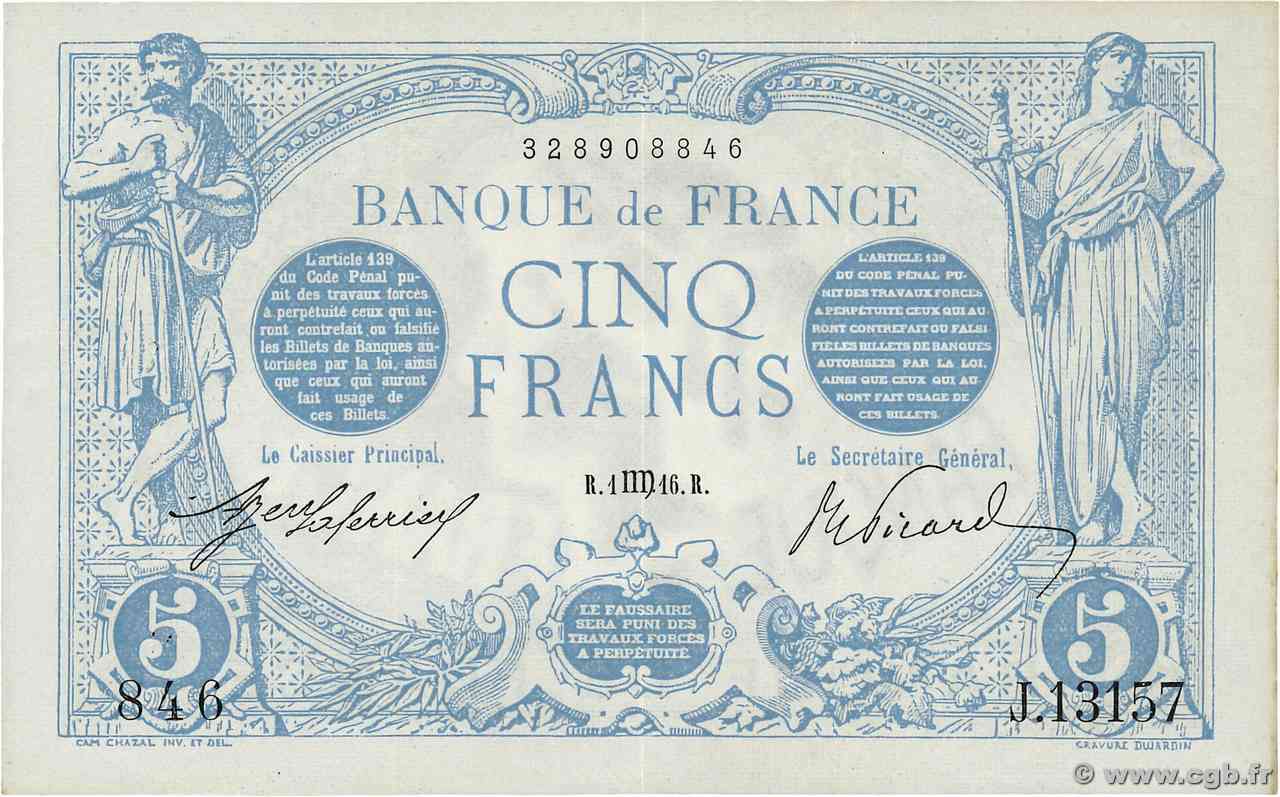 328908846
BANQUE de FRANCE
CINQ
FRANCS
L'article 139
du Code Pénal pu-
nit des travaux forcés
à perpétuité ceux qui au-
ront contrefait ou falsifié
les Billets de Banques
autorisées par la loi, ainsi
que ceux qui auront
fait usage de
ces Billets.
L'ARTICLE 139
DU CODE PÉNAL PU-
NIT DES TRAVAUX FORCÉS
A PERPÉTUITÉ CEUX QUI AU
RONT CONTREFAIT OU FALSI
FIÉ LES BILLETS DE BANQUES
AUTORISEES PAR LA LOI,
AINSI QUE CEUX QUI AU-
RONT FAIT USAGE DE
CES BILLETS.
Le Caissier Principal,
Le Secrétaire Général,
R.1 ♍.16. R.
Picard
LE FAUSSAIRE
SERA PUNI DES
TRAVAUX FORCÉS
A PERPÉTUITÉ.
5
5
846
J.13157
CAM CHAZAL INV. ET DEL.
GRAVURE DUJARDIN
© www.cgb.fr